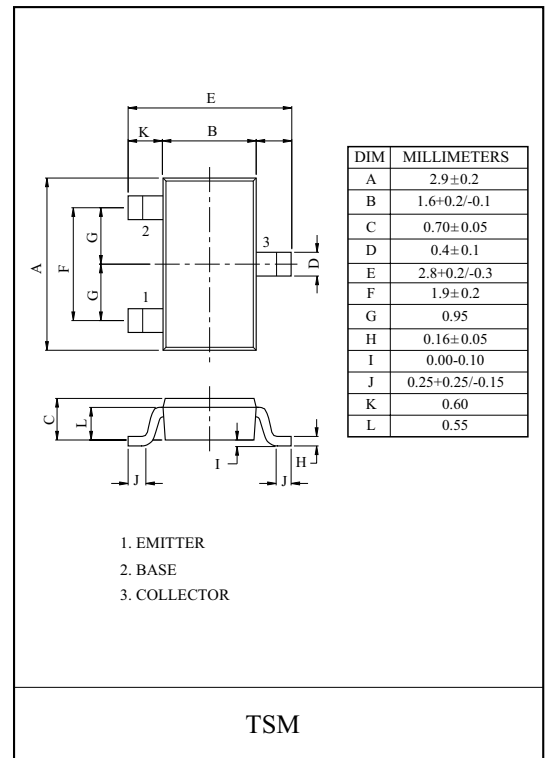 E
K B
A
F
G
G
2
1
3
D
C
L
J
I
H
J
DIM MILLIMETERS
A 2.9±0.2
B 1.6+0.2/-0.1
C 0.70±0.05
D 0.4±0.1
E 2.8+0.2/-0.3
F 1.9±0.2
G 0.95
H 0.16±0.05
I 0.00-0.10
J 0.25+0.25/-0.15
K 0.60
L 0.55
1. EMITTER
2. BASE
3. COLLECTOR
TSM